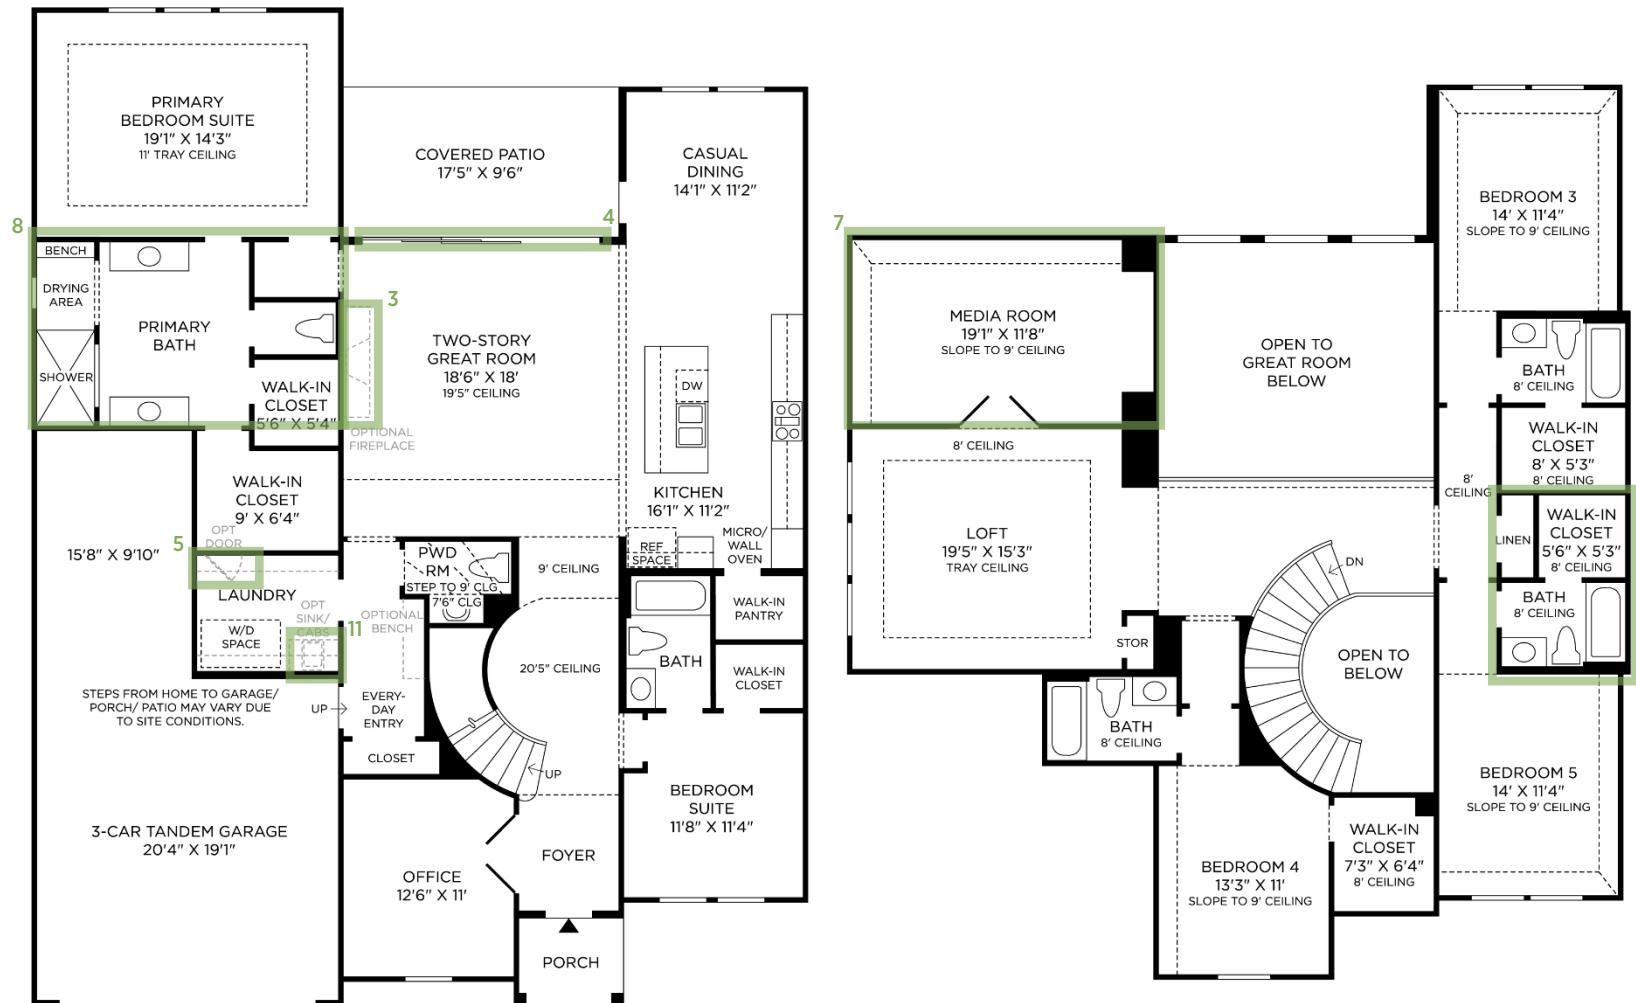 PRIMARY
BEDROOM SUITE
19'1" X 14'3"
11' TRAY CEILING
COVERED PATIO
17'5" X 9'6"
CASUAL
DINING
14'1" X 11'2"
8
4
BENCH
DRYING
AREA
PRIMARY
BATH
SHOWER
WALK-IN
CLOSET
5'6" X 5'4"
3
OPTIONAL
FIREPLACE
TWO-STORY
GREAT ROOM
18'6" X 18'
19'5" CEILING
DW
KITCHEN
16'1" X 11'2"
MICRO/
WALL
OVEN
REF
SPACE
WALK-IN
CLOSET
9' X 6'4"
OPT
DOOR
5
15'8" X 9'10"
LAUNDRY
W/D
SPACE
OPT
SINK/
CABS
11
OPTIONAL
BENCH
PWD
RM
STEP TO 9' CLG
7'6" CLG
9' CEILING
20'5" CEILING
WALK-IN
PANTRY
BATH
WALK-IN
CLOSET
STEPS FROM HOME TO GARAGE/
PORCH/ PATIO MAY VARY DUE
TO SITE CONDITIONS.
UP
EVERY-
DAY
ENTRY
CLOSET
UP
BEDROOM
SUITE
11'8" X 11'4"
3-CAR TANDEM GARAGE
20'4" X 19'1"
OFFICE
12'6" X 11'
FOYER
PORCH
7
MEDIA ROOM
19'1" X 11'8"
SLOPE TO 9' CEILING
8' CEILING
OPEN TO
GREAT ROOM
BELOW
BEDROOM 3
14' X 11'4"
SLOPE TO 9' CEILING
BATH
8' CEILING
WALK-IN
CLOSET
8' X 5'3"
8' CEILING
8'
CEILING
LINEN
WALK-IN
CLOSET
5'6" X 5'3"
8' CEILING
BATH
8' CEILING
LOFT
19'5" X 15'3"
TRAY CEILING
DN
STOR
OPEN TO
BELOW
BATH
8' CEILING
BEDROOM 5
14' X 11'4"
SLOPE TO 9' CEILING
WALK-IN
CLOSET
7'3" X 6'4"
8' CEILING
BEDROOM 4
13'3" X 11'
SLOPE TO 9' CEILING